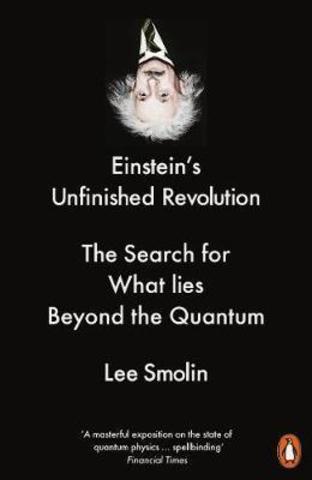 Einstein's
Unfinished Revolution
The Search for
What lies
Beyond the Quantum
Lee Smolin
'A masterful exposition on the state of
quantum physics ... spellbinding'
Financial Times